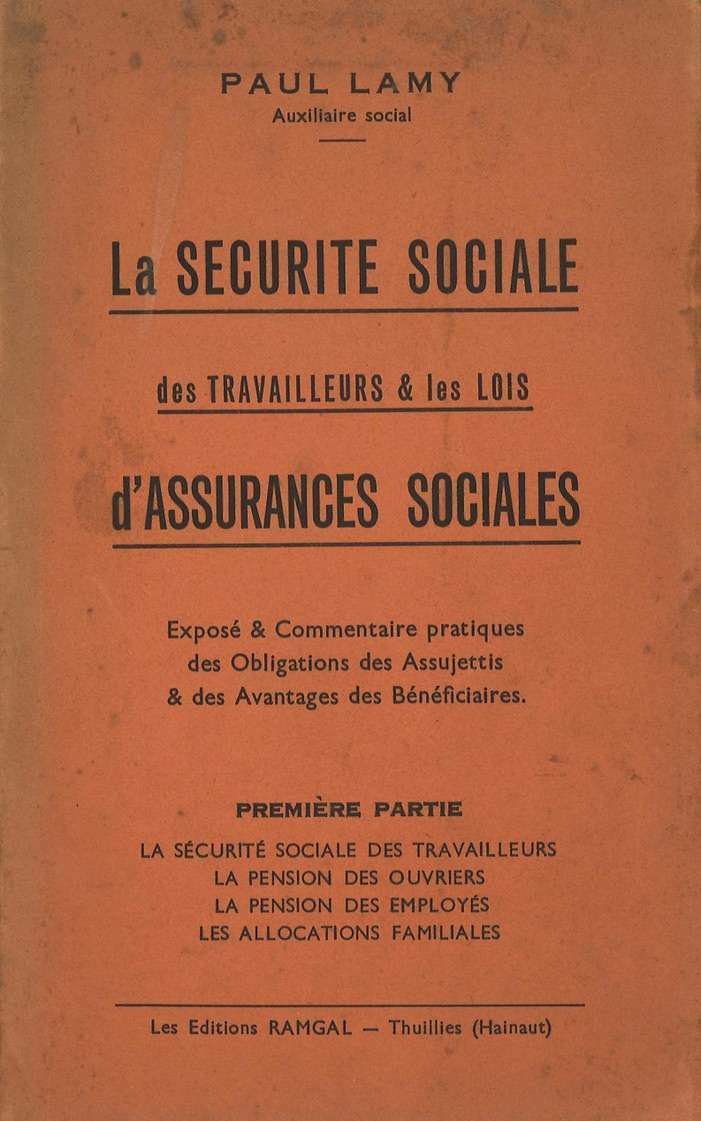 PAUL LAMY
Auxiliaire social
La SECURITE SOCIALE
des TRAVAILLEURS & les LOIS
d'ASSURANCES SOCIALES
Exposé & Commentaire pratiques
des Obligations des Assujettis
& des Avantages des Bénéficiaires.
PREMIÈRE PARTIE
LA SÉCURITÉ SOCIALE DES TRAVAILLEURS
LA PENSION DES OUVRIERS
LA PENSION DES EMPLOYÉS
LES ALLOCATIONS FAMILIALES
Les Editions RAMGAL — Thuillies (Hainaut)